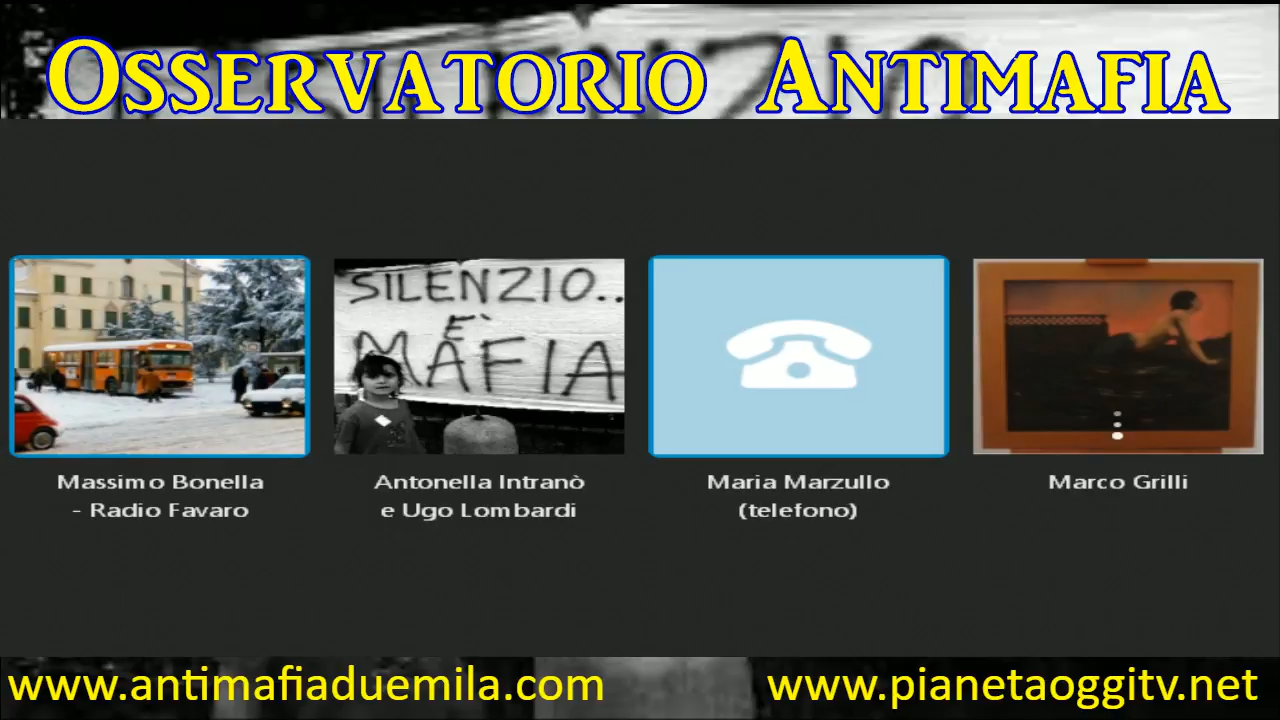 OSSERVATORIO ANTIMAFIA
SILENZIO..
E'
MAFIA
Massimo Bonella
- Radio Favaro
Antonella Intranò
e Ugo Lombardi
Maria Marzullo
(telefono)
Marco Grilli
www.antimafiaduemila.com
www.pianetaoggitv.net